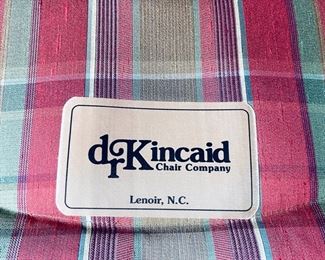 drKincaid
Chair Company
Lenoir, N.C.